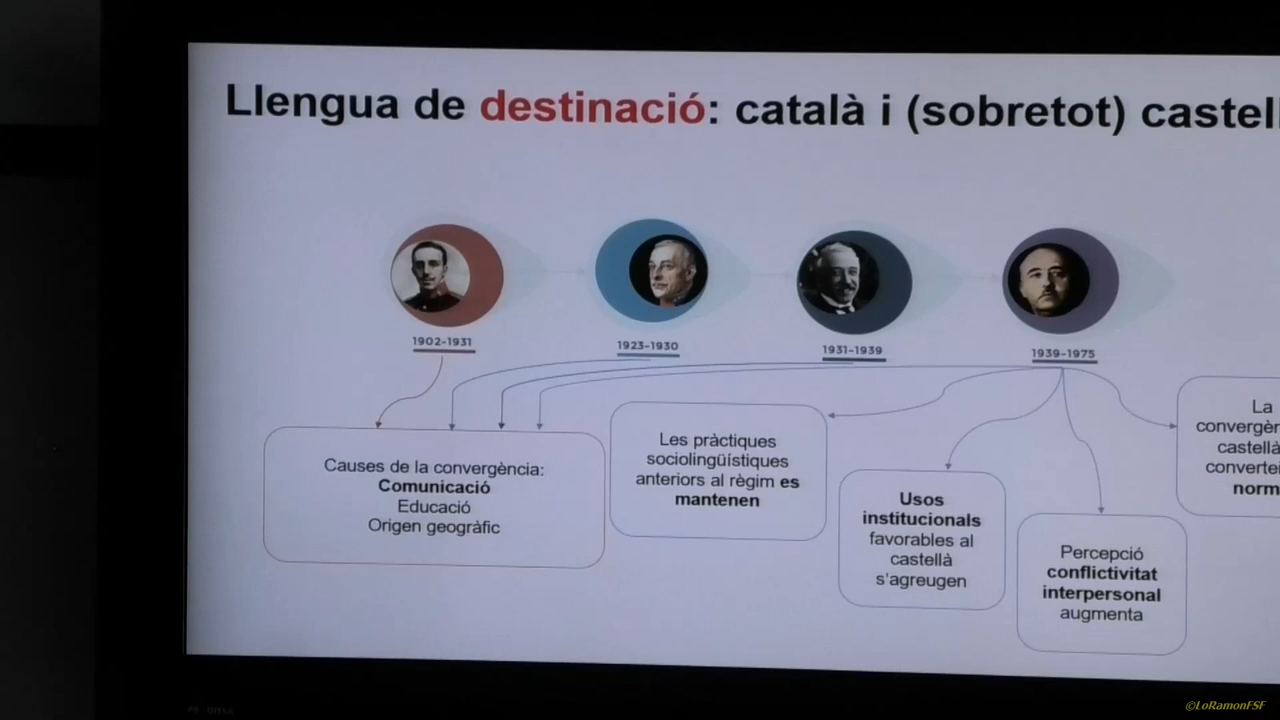 Llengua de destinació: català i (sobretot) castel
1902-1931
1923-1930
1931-1939
1939-1975
Causes de la convergència:
Comunicació
Educació
Origen geogràfic
Les pràctiques
sociolingüístiques
anteriors al règim es
mantenen
Usos
institucionals
favorables al
castellà
s'agreugen
Percepció
conflictivitat
interpersonal
augmenta
La
convergèn
castellà
converte
norm
©LoRamonFSF